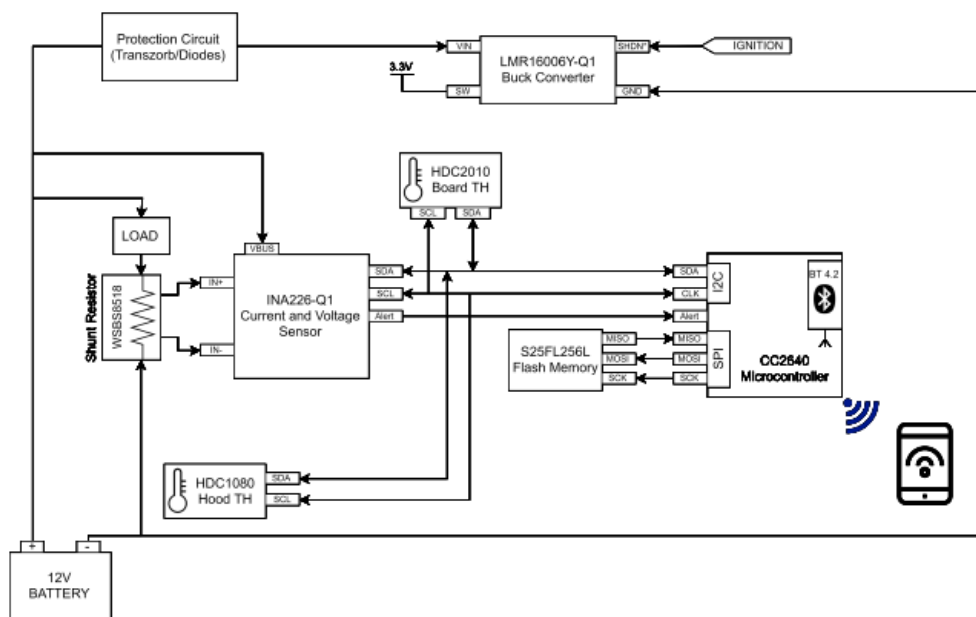 Protection Circuit
(Transzorb/Diodes)
VIN
LMR16006Y-Q1
Buck Converter
SHDN*
IGNITION
3.3V
SW
GND
HDC2010
Board TH
SCL
SDA
LOAD
VBUS
Shunt Resistor
WSBS8518
IN+
IN-
INA226-Q1
Current and Voltage
Sensor
SDA
SCL
Alert
SDA
CLK
Alert
I2C
BT 4.2
S25FL256L
Flash Memory
MISO
MOSI
SCK
MISO
MOSI
SCK
SPI
CC2640
Microcontroller
HDC1080
Hood TH
SDA
SCL
+
-
12V
BATTERY